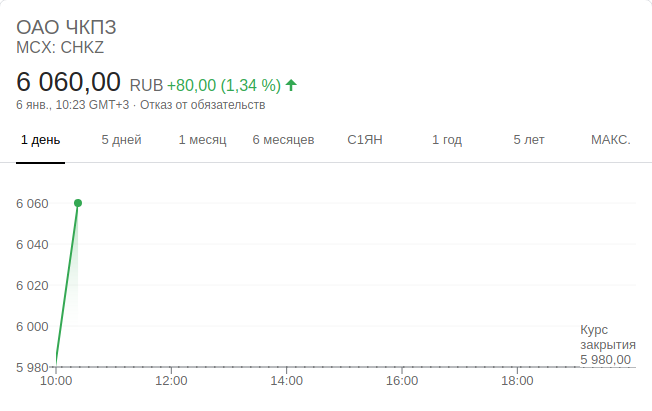 ОАО ЧКПЗ
MCX: CHKZ
6 060,00 RUB +80,00 (1,34 %)
6 янв., 10:23 GMT+3 · Отказ от обязательств
1 день 5 дней 1 месяц 6 месяцев С1ЯН 1 год 5 лет МАКС.
6 060
6 040
6 020
6 000
5 980
Курс
закрытия
5 980,00
10:00 12:00 14:00 16:00 18:00